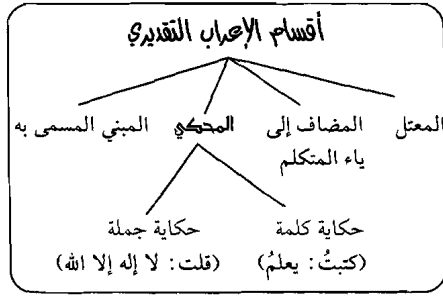 أقسام الإعراب التقديري
المعتل المضاف إلى المحكي المبني المسمى به
ياء المتكلم
حكاية كلمة حكاية جملة
(كتبتُ: يعلمُ) (قلت: لا إله إلا الله)